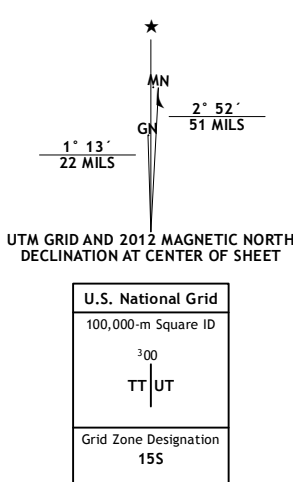 ★
MN
2° 52´
51 MILS
GN
1° 13´
22 MILS
UTM GRID AND 2012 MAGNETIC NORTH
DECLINATION AT CENTER OF SHEET
U.S. National Grid
100,000-m Square ID
³00
TT UT
Grid Zone Designation
15S